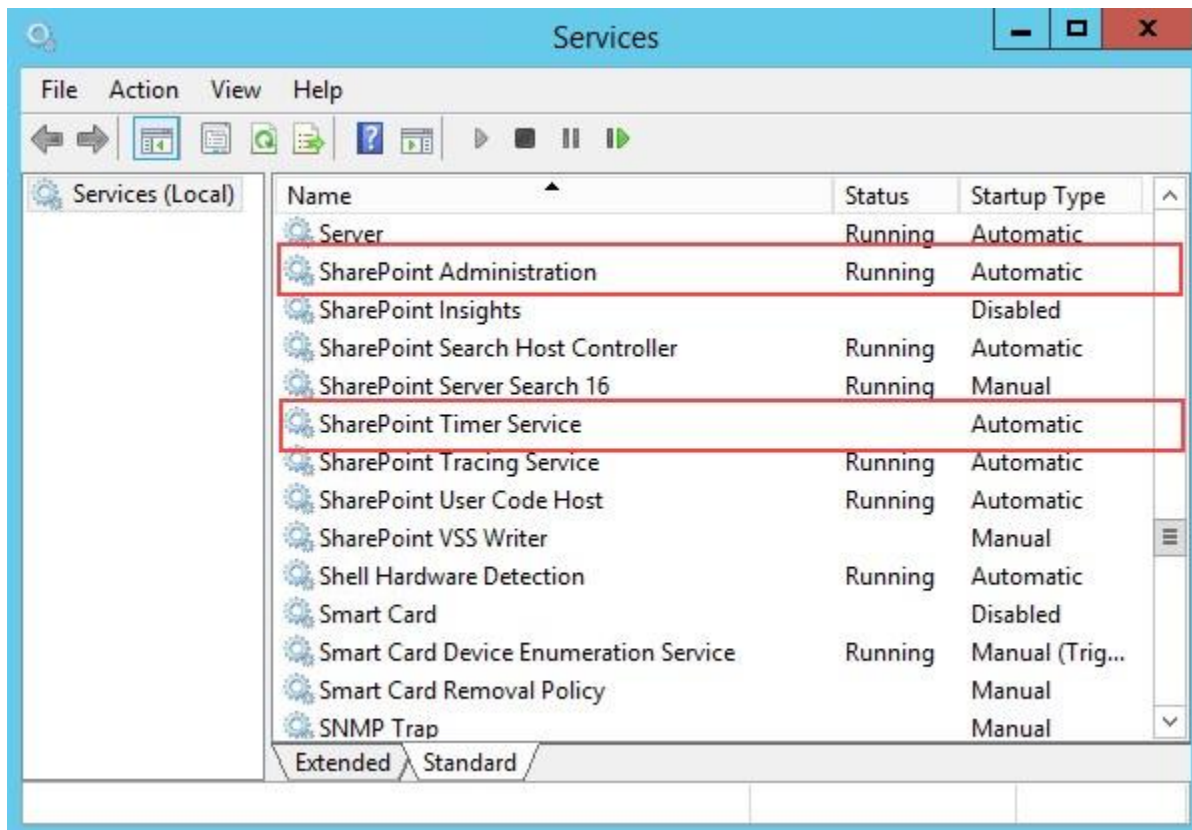 Services
File Action View Help
Services (Local)
Name Status Startup Type
Server Running Automatic
SharePoint Administration Running Automatic
SharePoint Insights Disabled
SharePoint Search Host Controller Running Automatic
SharePoint Server Search 16 Running Manual
SharePoint Timer Service Automatic
SharePoint Tracing Service Running Automatic
SharePoint User Code Host Running Automatic
SharePoint VSS Writer Manual
Shell Hardware Detection Running Automatic
Smart Card Disabled
Smart Card Device Enumeration Service Running Manual (Trig...
Smart Card Removal Policy Manual
SNMP Trap Manual
Extended Standard